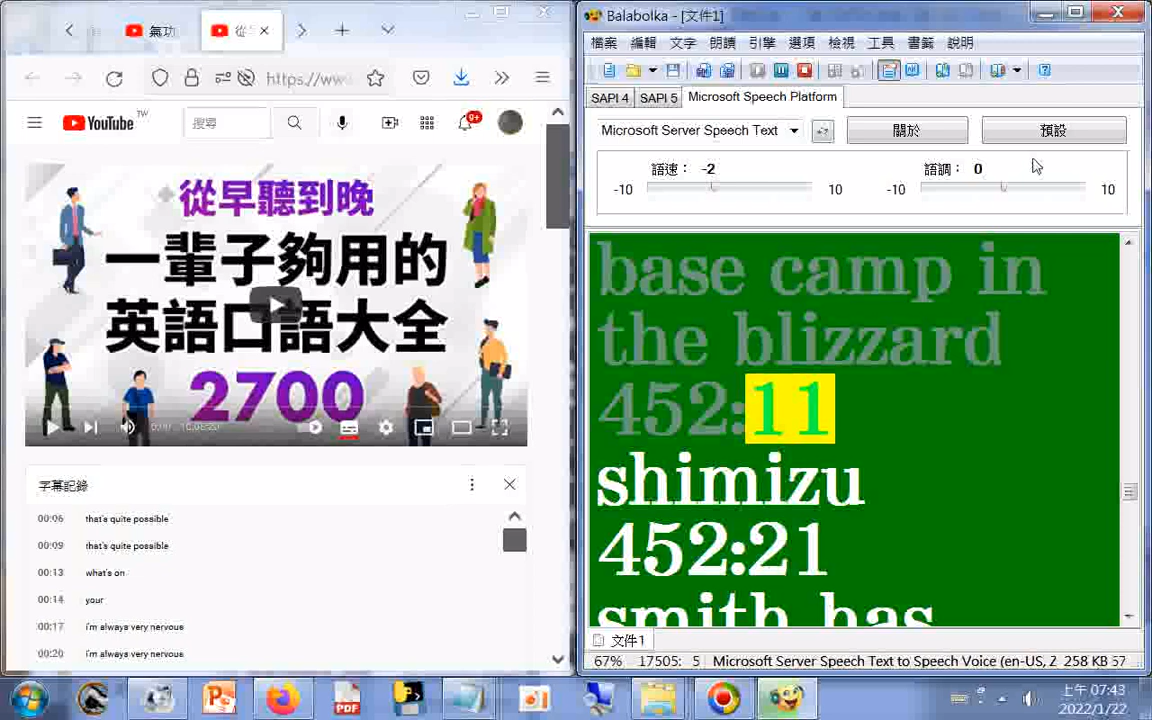 氣功
從
https://www
YouTube TW
搜尋
9+
從早聽到晚
一輩子夠用的
英語口語大全
2700
字幕記錄
00:06 that's quite possible
00:09 that's quite possible
00:13 what's on
00:14 your
00:17 i'm always very nervous
00:20 i'm always very nervous
Balabolka - [文件1]
檔案 編輯 文字 朗讀 引擎 選項 檢視 工具 書籤 說明
SAPI 4 SAPI 5 Microsoft Speech Platform
Microsoft Server Speech Text
關於
預設
語速： -2
-10 10
語調： 0
-10 10
base camp in
the blizzard
452:11
shimizu
452:21
smith has
文件1
67% 17505: 5 Microsoft Server Speech Text to Speech Voice (en-US, 2 258 KB 57
PDF
上午 07:43
2022/1/22